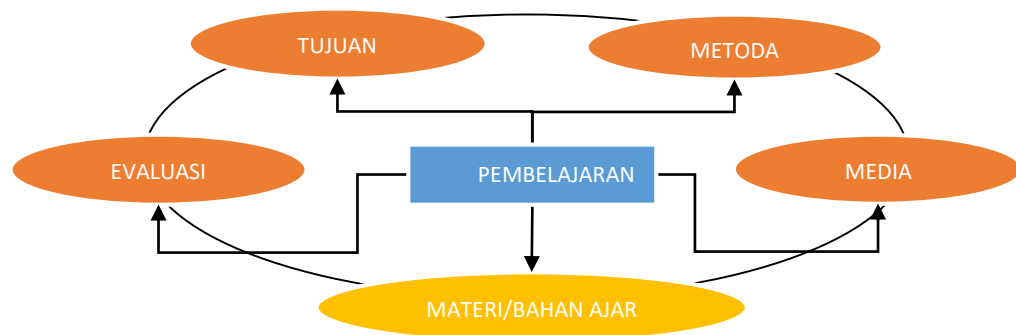 TUJUAN
METODA
EVALUASI
PEMBELAJARAN
MEDIA
MATERI/BAHAN AJAR